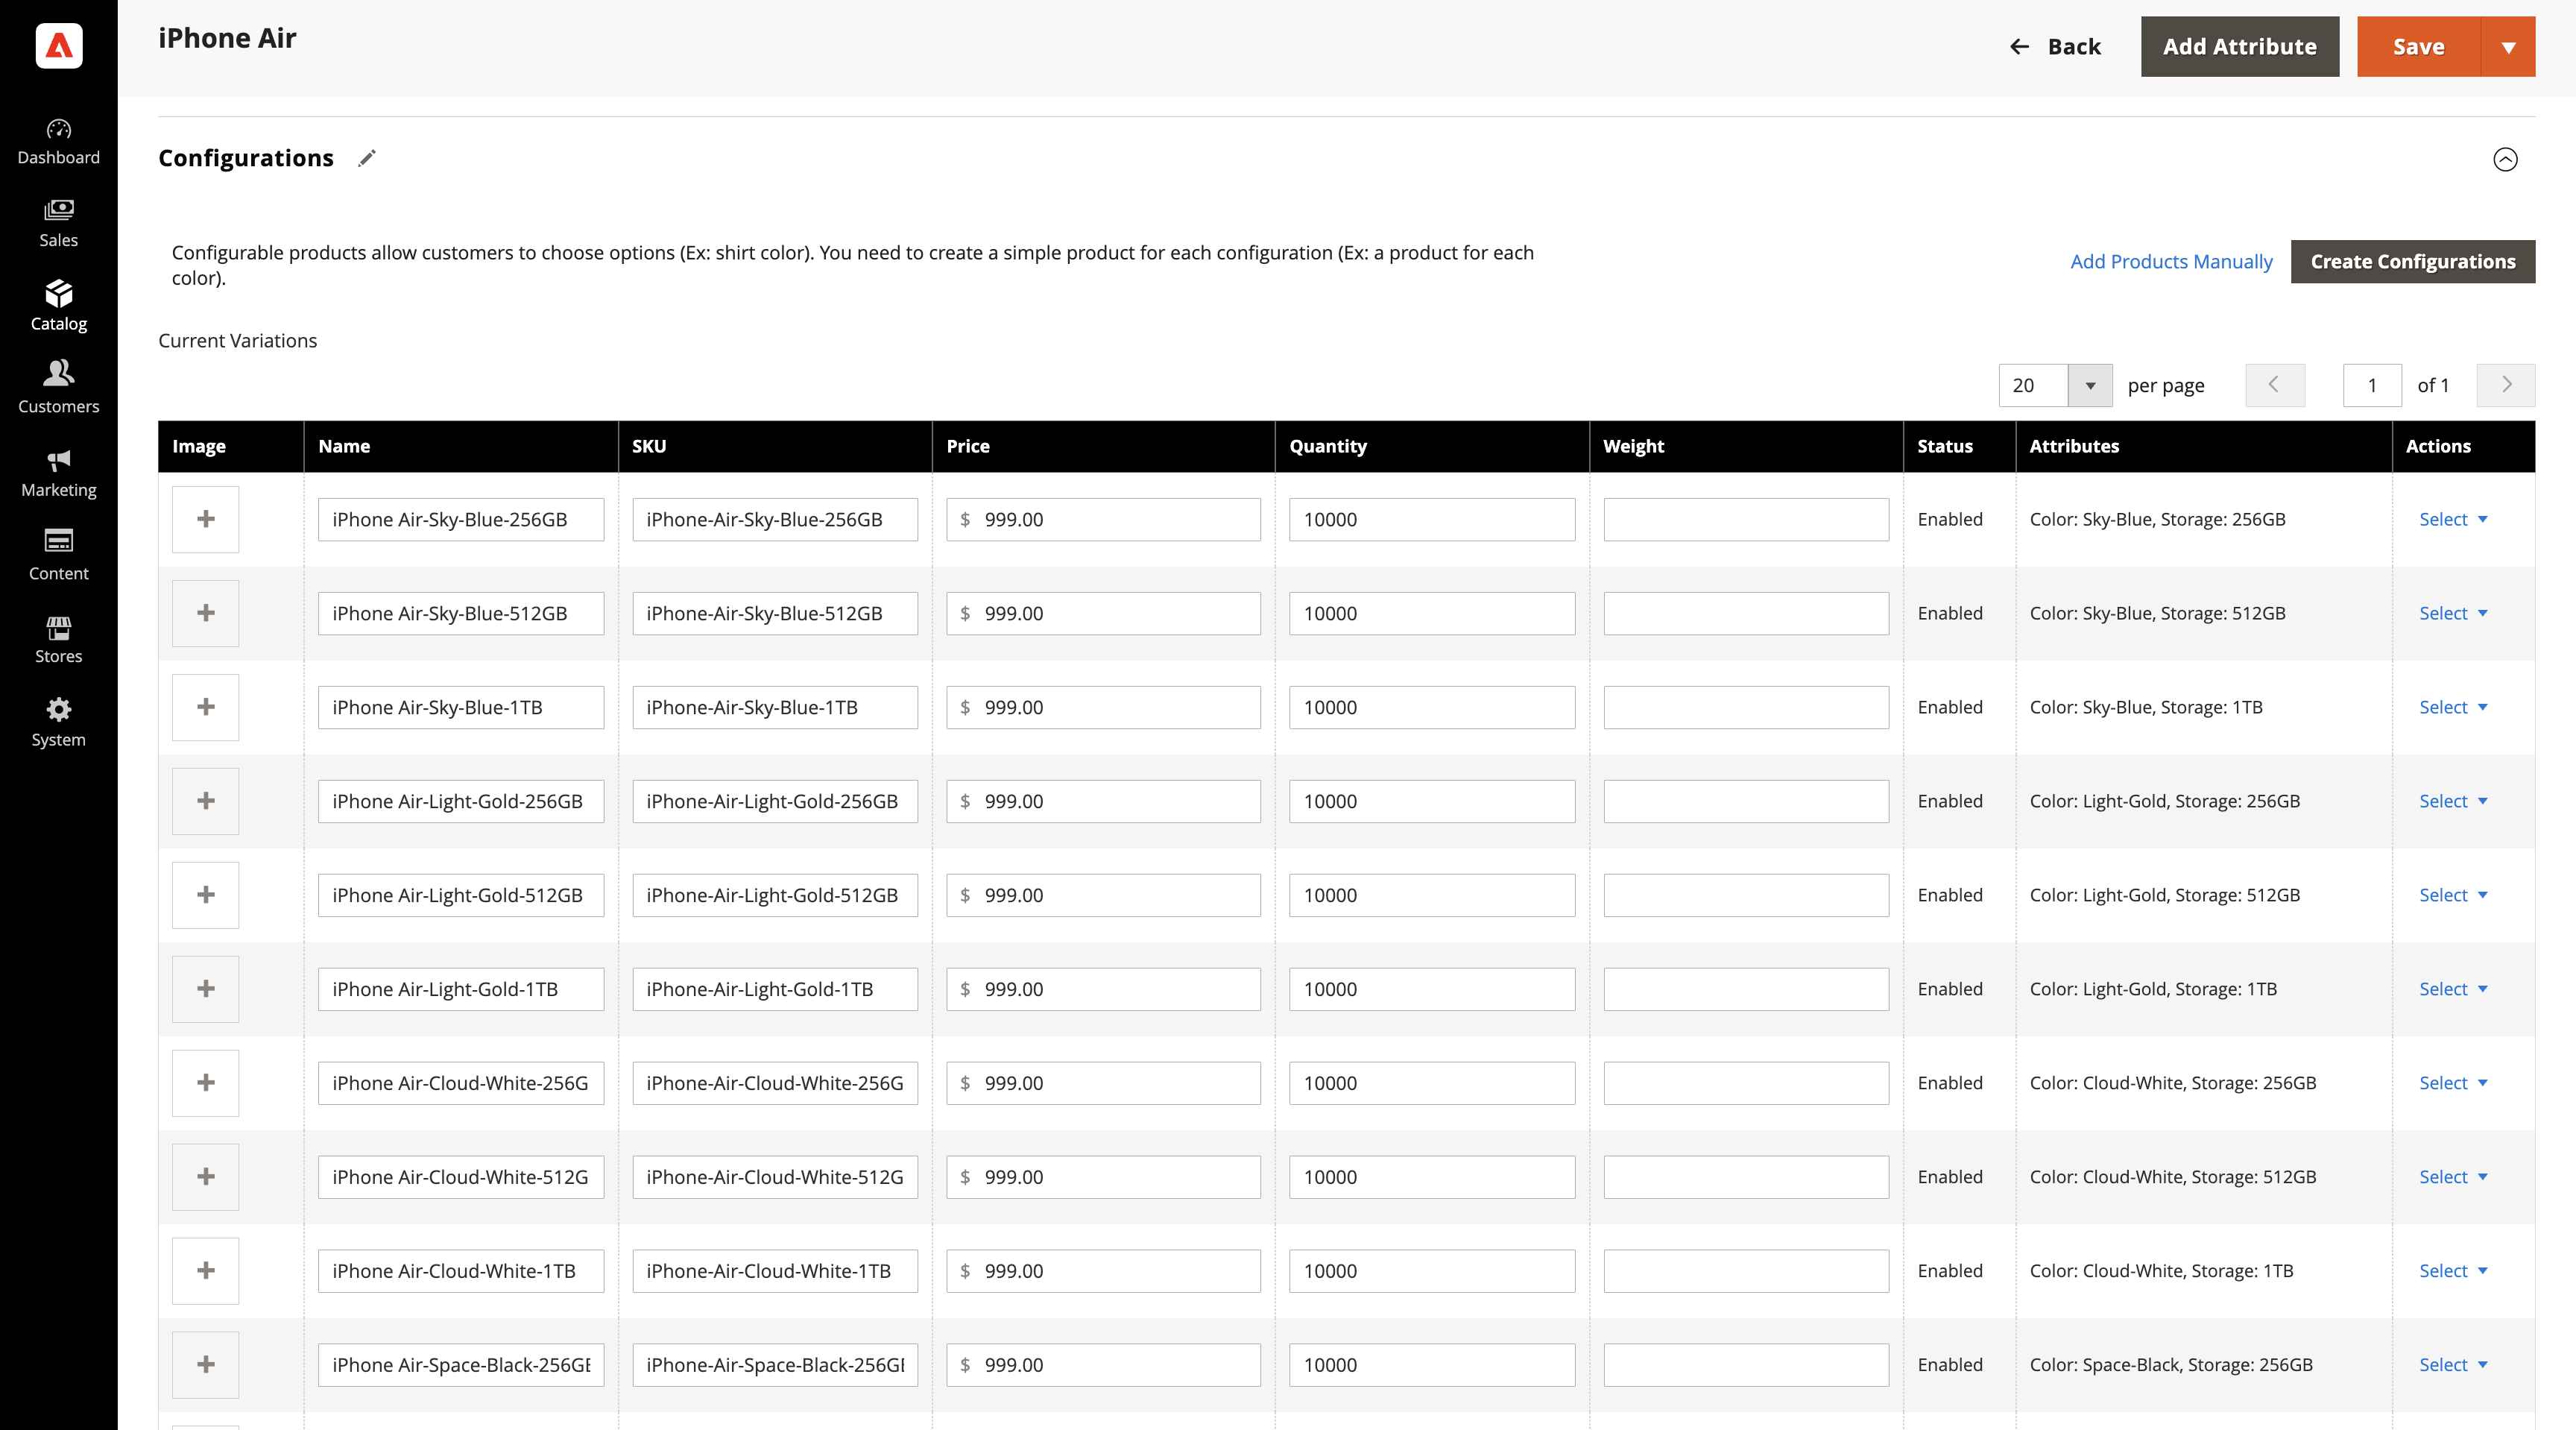 iPhone Air
Back
Add Attribute
Save
Dashboard
Sales
Catalog
Customers
Marketing
Content
Stores
System
Configurations
Configurable products allow customers to choose options (Ex: shirt color). You need to create a simple product for each configuration (Ex: a product for each
color).
Add Products Manually
Create Configurations
Current Variations
20 per page 1 of 1
Image Name SKU Price Quantity Weight Status Attributes Actions
iPhone Air-Sky-Blue-256GB iPhone-Air-Sky-Blue-256GB $ 999.00 10000 Enabled Color: Sky-Blue, Storage: 256GB Select
iPhone Air-Sky-Blue-512GB iPhone-Air-Sky-Blue-512GB $ 999.00 10000 Enabled Color: Sky-Blue, Storage: 512GB Select
iPhone Air-Sky-Blue-1TB iPhone-Air-Sky-Blue-1TB $ 999.00 10000 Enabled Color: Sky-Blue, Storage: 1TB Select
iPhone Air-Light-Gold-256GB iPhone-Air-Light-Gold-256GB $ 999.00 10000 Enabled Color: Light-Gold, Storage: 256GB Select
iPhone Air-Light-Gold-512GB iPhone-Air-Light-Gold-512GB $ 999.00 10000 Enabled Color: Light-Gold, Storage: 512GB Select
iPhone Air-Light-Gold-1TB iPhone-Air-Light-Gold-1TB $ 999.00 10000 Enabled Color: Light-Gold, Storage: 1TB Select
iPhone Air-Cloud-White-256G iPhone-Air-Cloud-White-256G $ 999.00 10000 Enabled Color: Cloud-White, Storage: 256GB Select
iPhone Air-Cloud-White-512G iPhone-Air-Cloud-White-512G $ 999.00 10000 Enabled Color: Cloud-White, Storage: 512GB Select
iPhone Air-Cloud-White-1TB iPhone-Air-Cloud-White-1TB $ 999.00 10000 Enabled Color: Cloud-White, Storage: 1TB Select
iPhone Air-Space-Black-256GB iPhone-Air-Space-Black-256G $ 999.00 10000 Enabled Color: Space-Black, Storage: 256GB Select